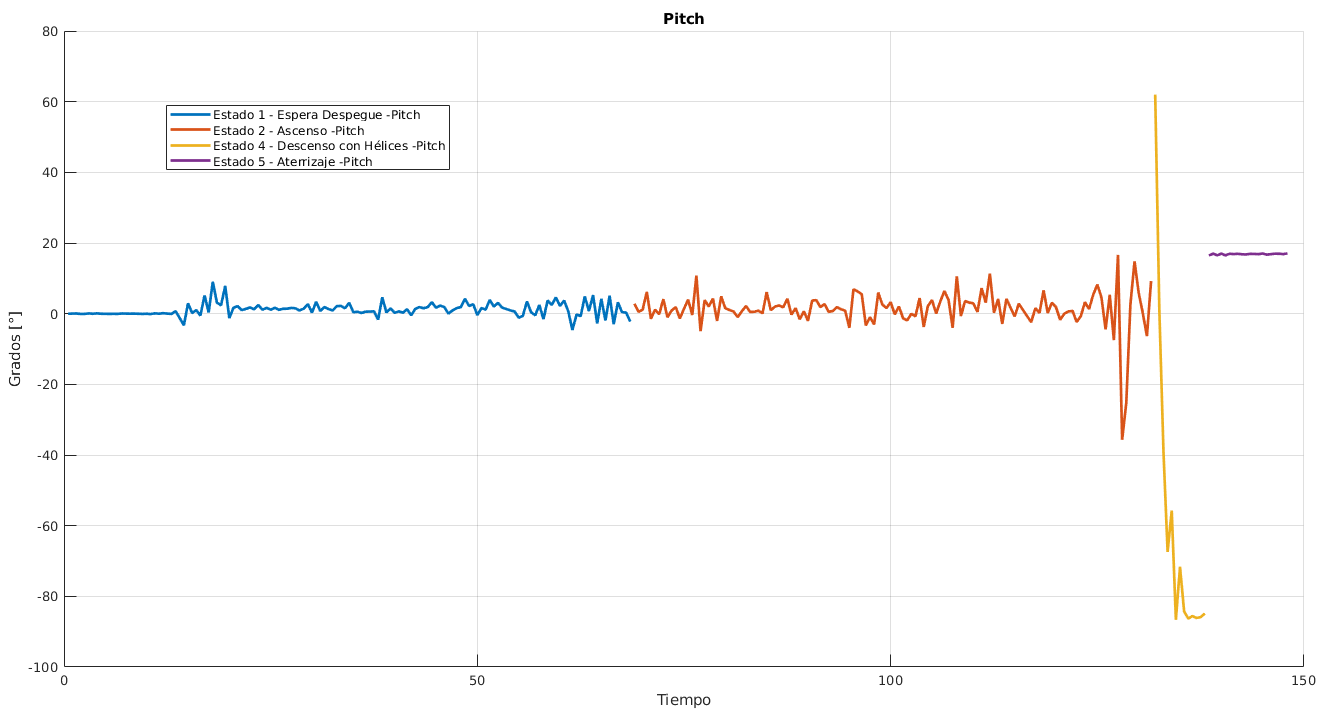 Pitch
80
60
40
20
0
-20
-40
-60
-80
-100
Grados [°]
Estado 1 - Espera Despegue -Pitch
Estado 2 - Ascenso -Pitch
Estado 4 - Descenso con Hélices -Pitch
Estado 5 - Aterrizaje -Pitch
0 50 100 150
Tiempo